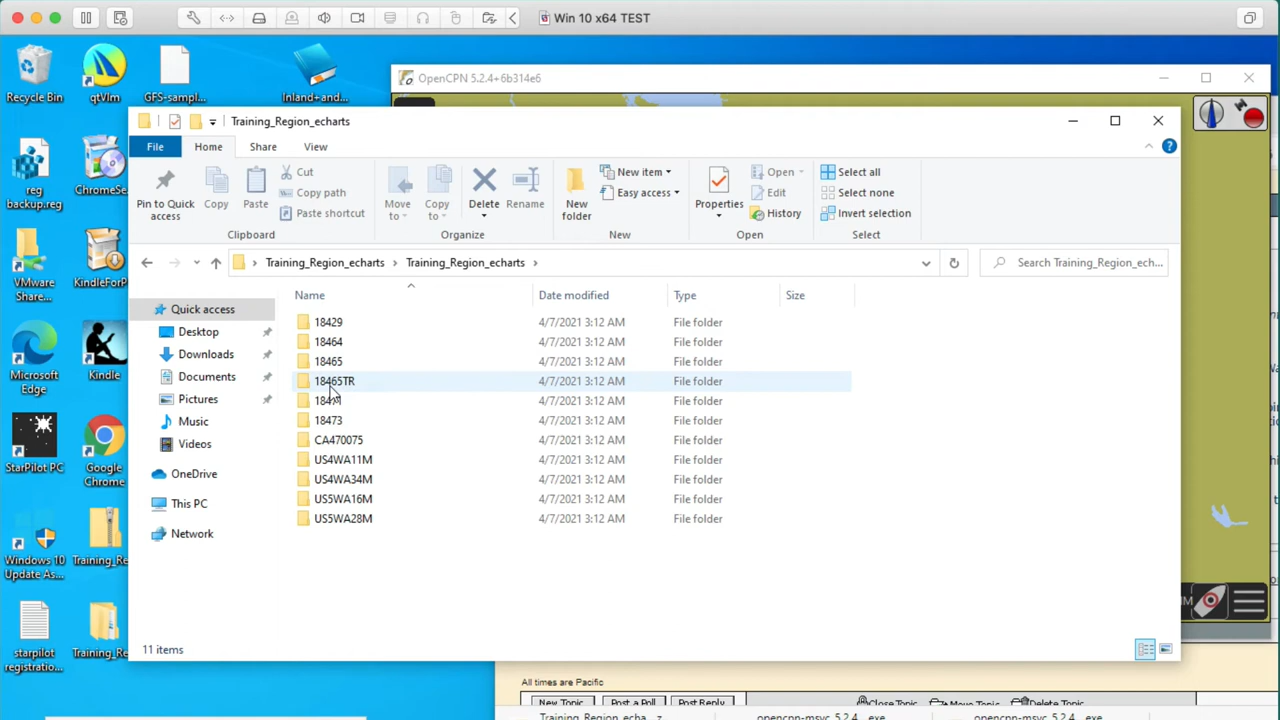 Win 10 x64 TEST
Recycle Bin
qtVlm
GFS-sampl...
Inland+and...
OpenCPN 5.2.4+6b314e6
Training_Region_echarts
File
Home
Share
View
Pin to Quick access
Copy
Paste
Cut
Copy path
Paste shortcut
Clipboard
Move to
Copy to
Delete
Rename
Organize
New folder
New item
Easy access
New
Properties
Open
Edit
History
Open
Select all
Select none
Invert selection
Select
Training_Region_echarts > Training_Region_echarts >
Search Training_Region_ech...
Name
Date modified
Type
Size
18429 4/7/2021 3:12 AM File folder
18464 4/7/2021 3:12 AM File folder
18465 4/7/2021 3:12 AM File folder
18465TR 4/7/2021 3:12 AM File folder
4/7/2021 3:12 AM File folder
18473 4/7/2021 3:12 AM File folder
CA470075 4/7/2021 3:12 AM File folder
US4WA11M 4/7/2021 3:12 AM File folder
US4WA34M 4/7/2021 3:12 AM File folder
US5WA16M 4/7/2021 3:12 AM File folder
US5WA28M 4/7/2021 3:12 AM File folder
Quick access
Desktop
Downloads
Documents
Pictures
Music
Videos
OneDrive
This PC
Network
11 items
reg backup.reg
ChromeSe...
VMware Share...
KindleForP...
Microsoft Edge
Kindle
StarPilot PC
Google Chrome
Windows 10 Update As...
Training_Re...
starpilot registratio...
Training_Re...
All times are Pacific
New Topic
Post a Poll
Post Reply
Close Topic
Move Topic
Delete Topic
Training_Region_echa....z
opencpn-msvc_5.2.4....exe
opencpn-msvc_5.2.4....exe